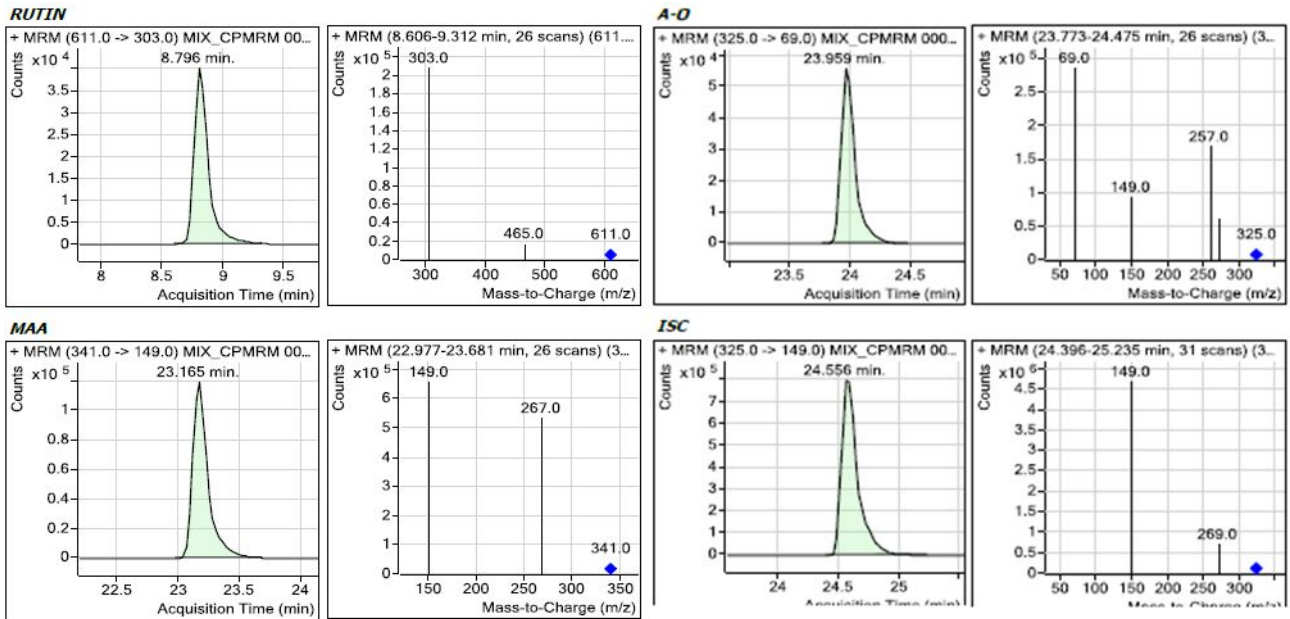 RUTIN
+ MRM (611.0 -> 303.0) MIX_CPMRM 00...
Counts
x10 4
8.796 min.
4
3.5
3
2.5
2
1.5
1
0.5
0
8 8.5 9 9.5
Acquisition Time (min)
+ MRM (8.606-9.312 min, 26 scans) (611....
Counts
x10 5
303.0
2
1.8
1.6
1.4
1.2
1
0.8
0.6
0.4
0.2
0
465.0
611.0
300 400 500 600
Mass-to-Charge (m/z)
A-O
+ MRM (325.0 -> 69.0) MIX_CPMRM 000...
Counts
x10 4
23.959 min.
5
4
3
2
1
0
23.5 24 24.5
Acquisition Time (min)
+ MRM (23.773-24.475 min, 26 scans) (3...
Counts
x10 5
69.0
2.5
2
1.5
1
0.5
0
149.0
257.0
325.0
50 100 150 200 250 300
Mass-to-Charge (m/z)
MAA
+ MRM (341.0 -> 149.0) MIX_CPMRM 00...
Counts
x10 5
23.165 min.
1
0.8
0.6
0.4
0.2
0
22.5 23 23.5 24
Acquisition Time (min)
+ MRM (22.977-23.681 min, 26 scans) (3...
Counts
x10 5
149.0
6
5
4
3
2
1
0
267.0
341.0
150 200 250 300 350
Mass-to-Charge (m/z)
ISC
+ MRM (325.0 -> 149.0) MIX_CPMRM 00...
Counts
x10 5
24.556 min.
7
6
5
4
3
2
1
0
24 24.5 25
Acquisition Time (min)
+ MRM (24.396-25.235 min, 31 scans) (3...
Counts
x10 6
149.0
4.5
4
3.5
3
2.5
2
1.5
1
0.5
0
269.0
50 100 150 200 250 300
Mass-to-Charge (m/z)